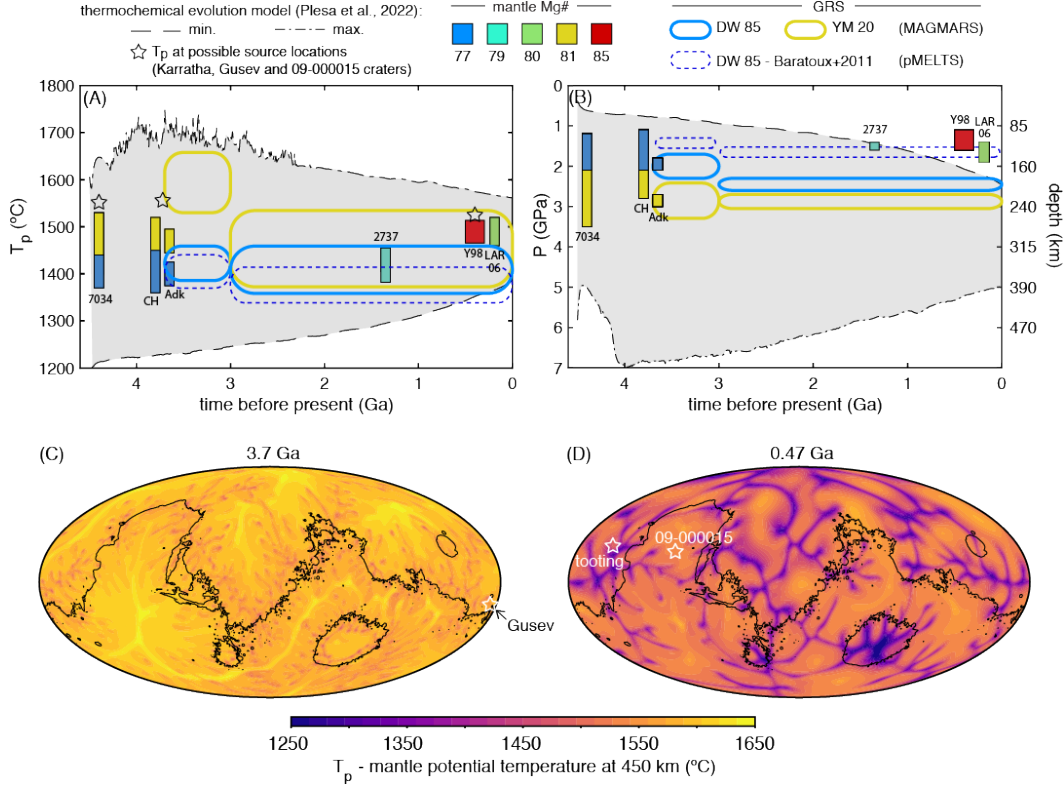 thermochemical evolution model (Plesa et al., 2022):
min.
max.
Tp at possible source locations
(Karratha, Gusev and 09-000015 craters)
mantle Mg#
77
79
80
81
85
GRS
DW 85
YM 20
(MAGMARS)
DW 85 - Baratoux+2011
(pMELTS)
(A)
1800
1700
1600
1500
1400
1300
1200
Tp (ºC)
7034
CH
Adk
2737
Y98
LAR
06
4
3
2
1
0
time before present (Ga)
(B)
0
1
2
3
4
5
6
7
P (GPa)
7034
CH
Adk
2737
Y98
LAR
06
85
160
240
315
390
470
depth (km)
4
3
2
1
0
time before present (Ga)
(C)
3.7 Ga
Gusev
(D)
0.47 Ga
09-000015
tooting
1250
1350
1450
1550
1650
Tp - mantle potential temperature at 450 km (ºC)